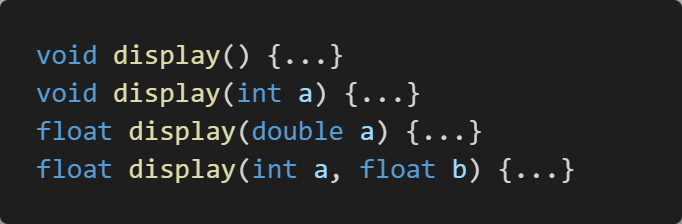 void display() {...}
void display(int a) {...}
float display(double a) {...}
float display(int a, float b) {...}